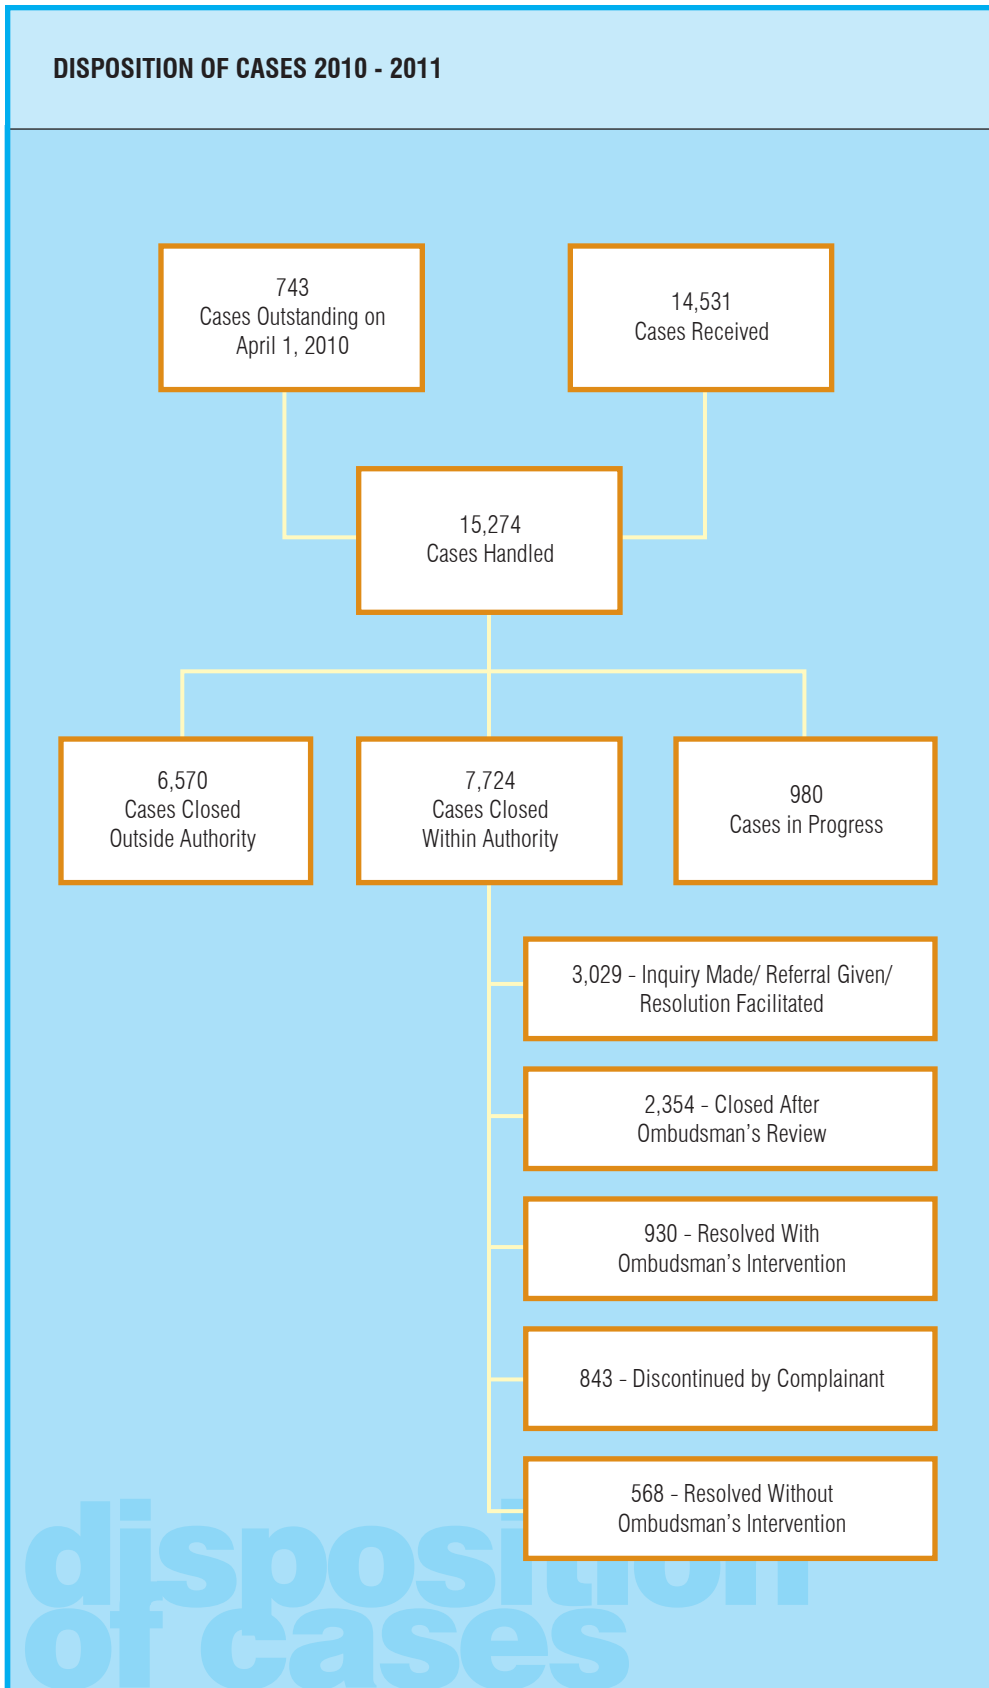 DISPOSITION OF CASES 2010 - 2011
743
Cases Outstanding on
April 1, 2010
14,531
Cases Received
15,274
Cases Handled
6,570
Cases Closed
Outside Authority
7,724
Cases Closed
Within Authority
980
Cases in Progress
3,029 - Inquiry Made/ Referral Given/
Resolution Facilitated
2,354 - Closed After
Ombudsman’s Review
930 - Resolved With
Ombudsman’s Intervention
843 - Discontinued by Complainant
568 - Resolved Without
Ombudsman’s Intervention
disposition
of cases